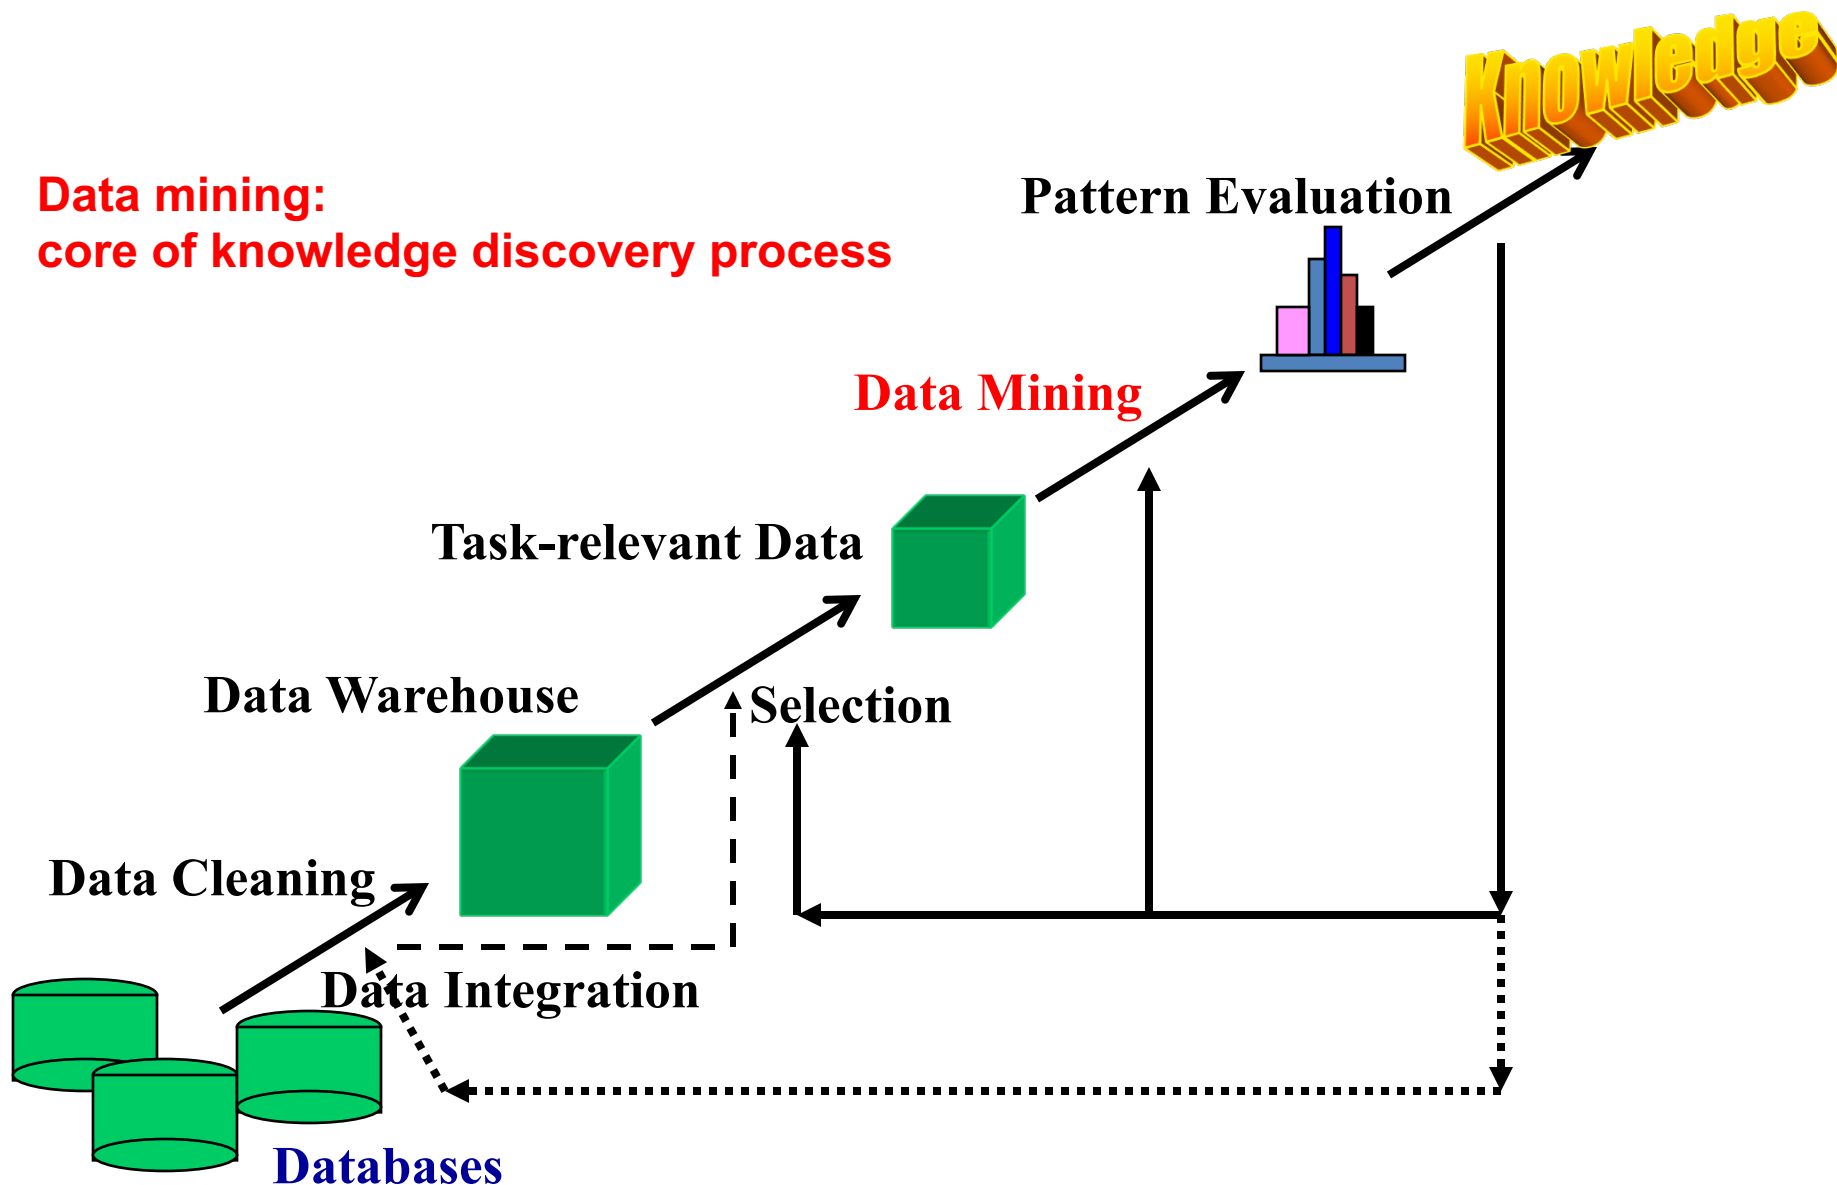 Knowledge
Data mining:
core of knowledge discovery process
Pattern Evaluation
Data Mining
Task-relevant Data
Data Warehouse
Selection
Data Cleaning
Data Integration
Databases